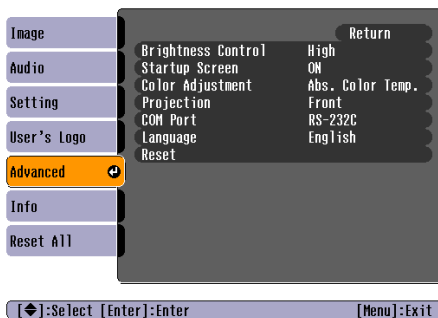 Image
Audio
Setting
User's Logo
Advanced
Info
Reset All
Return
Brightness Control High
Startup Screen ON
Color Adjustment Abs. Color Temp.
Projection Front
COM Port RS-232C
Language English
Reset
[◆]:Select [Enter]:Enter [Menu]:Exit